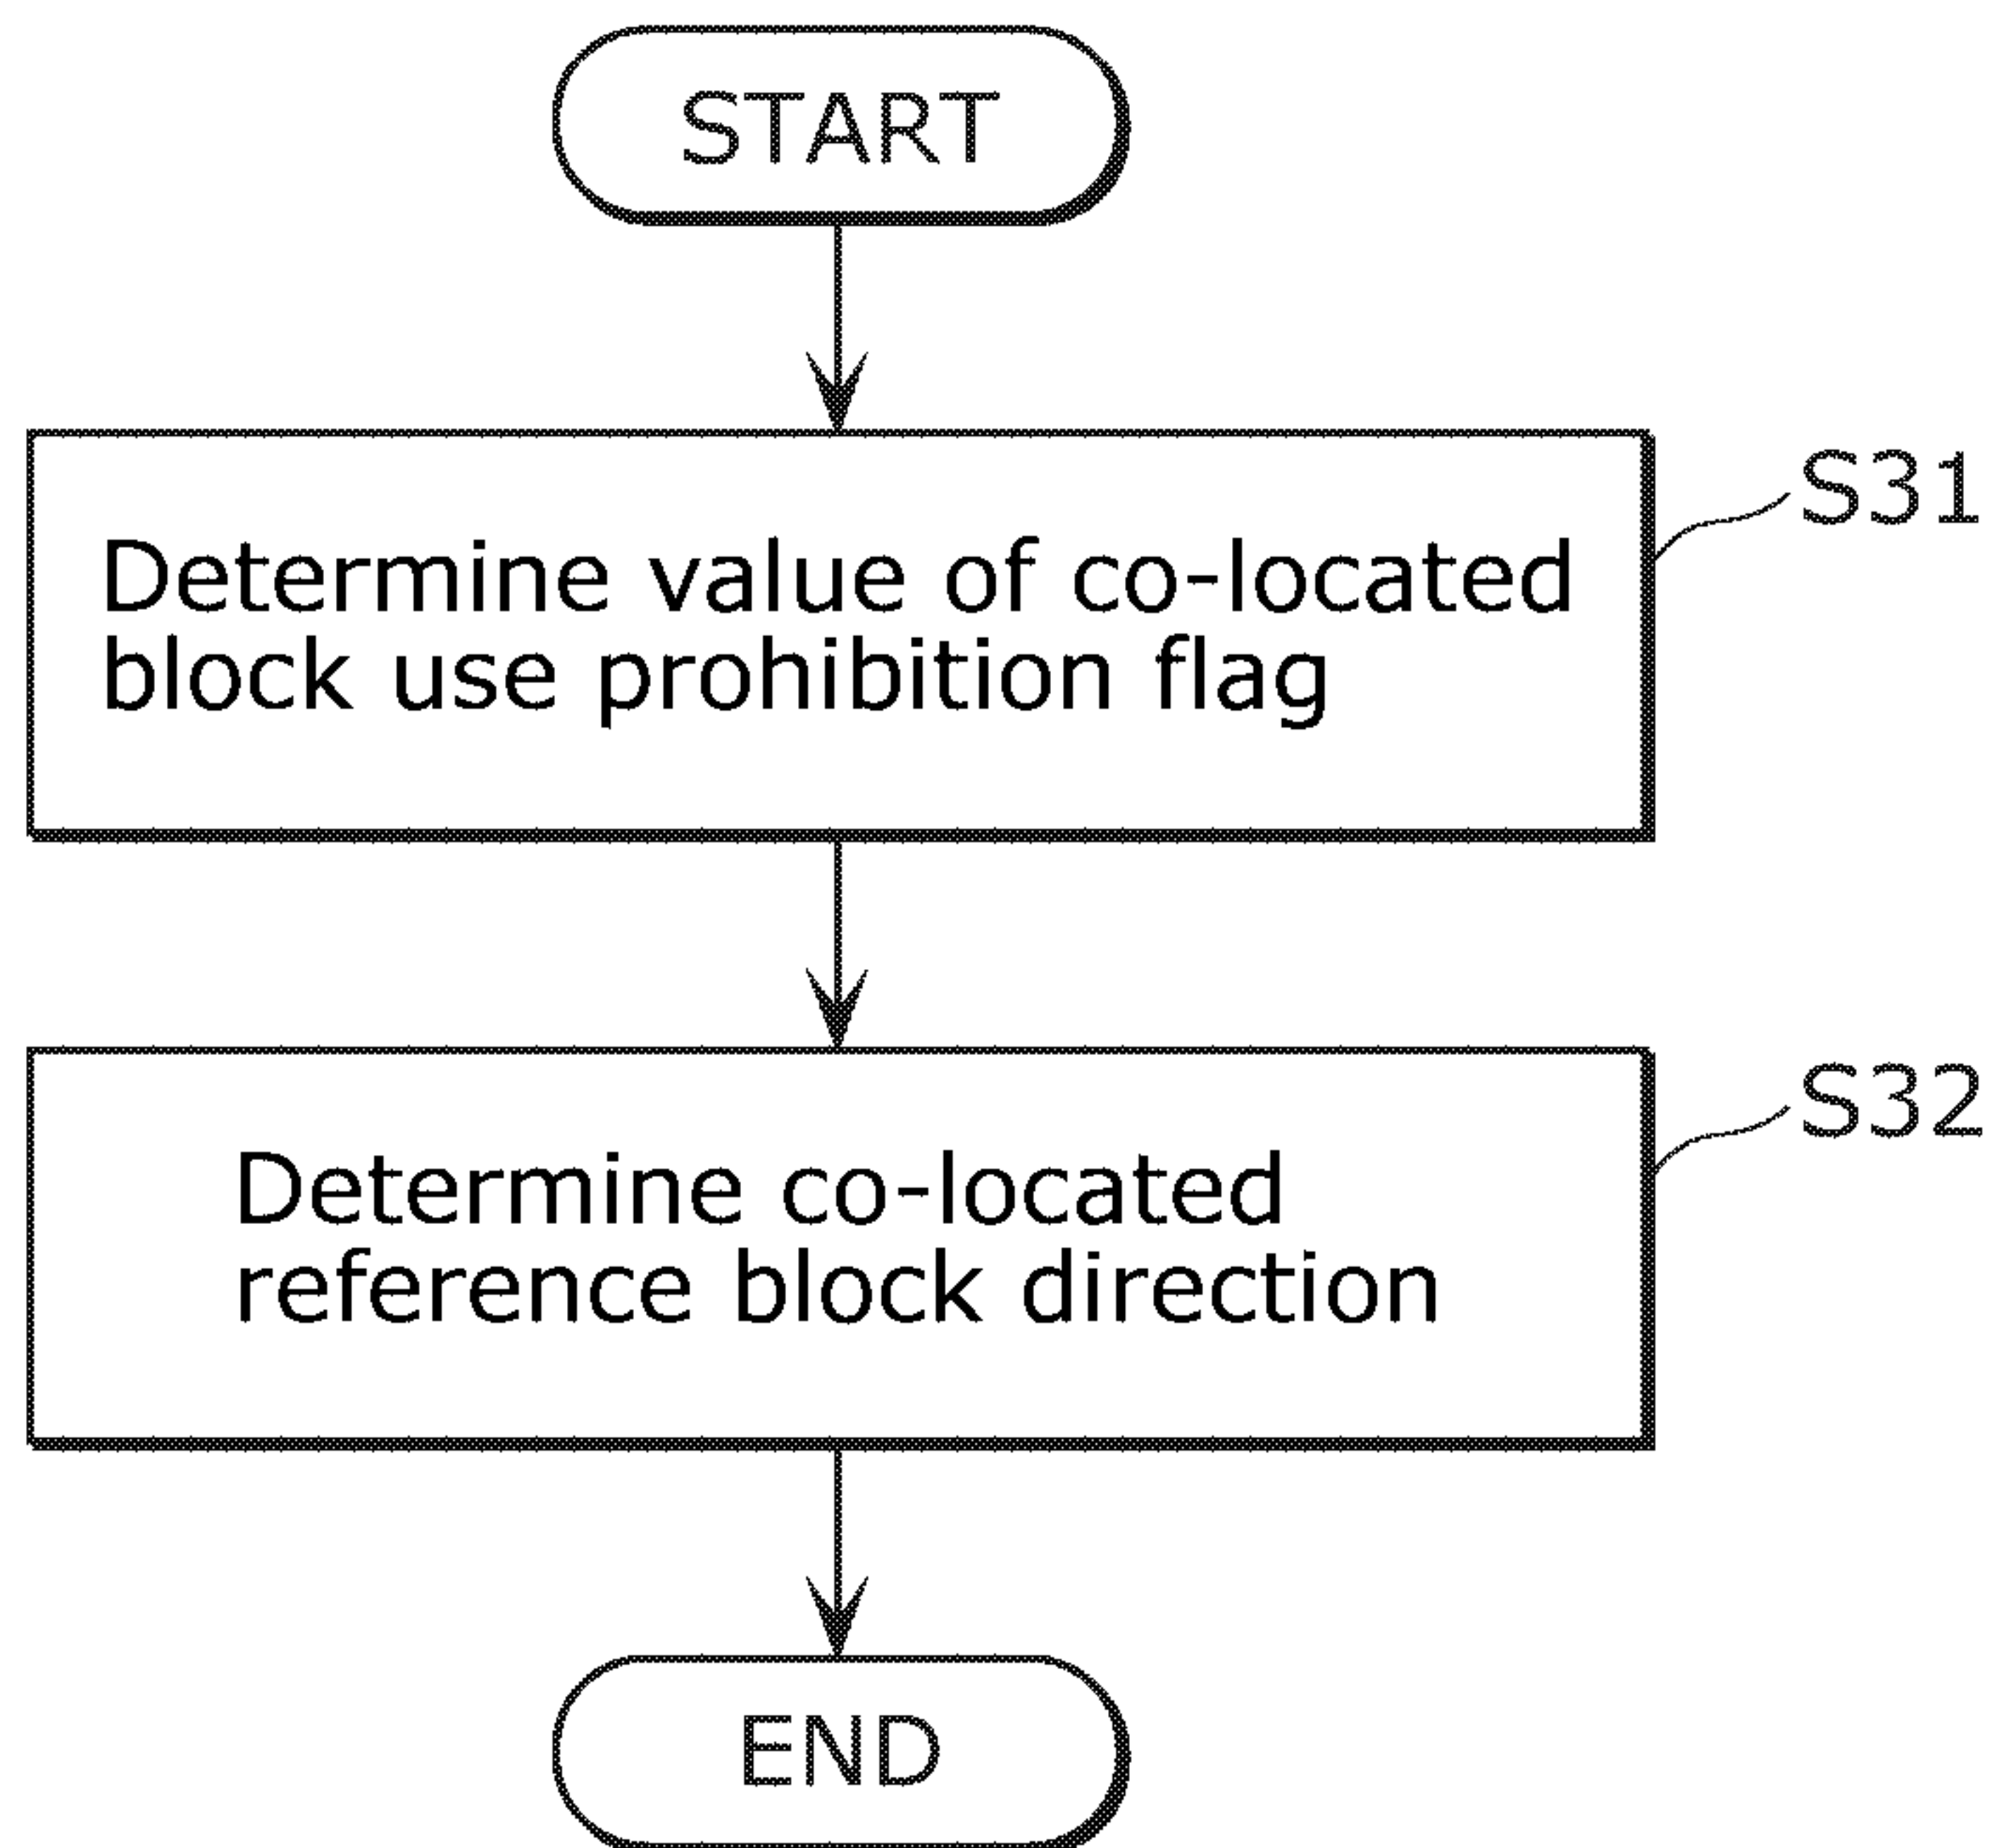 START
Determine value of co-located
block use prohibition flag
S31
Determine co-located
reference block direction
S32
END